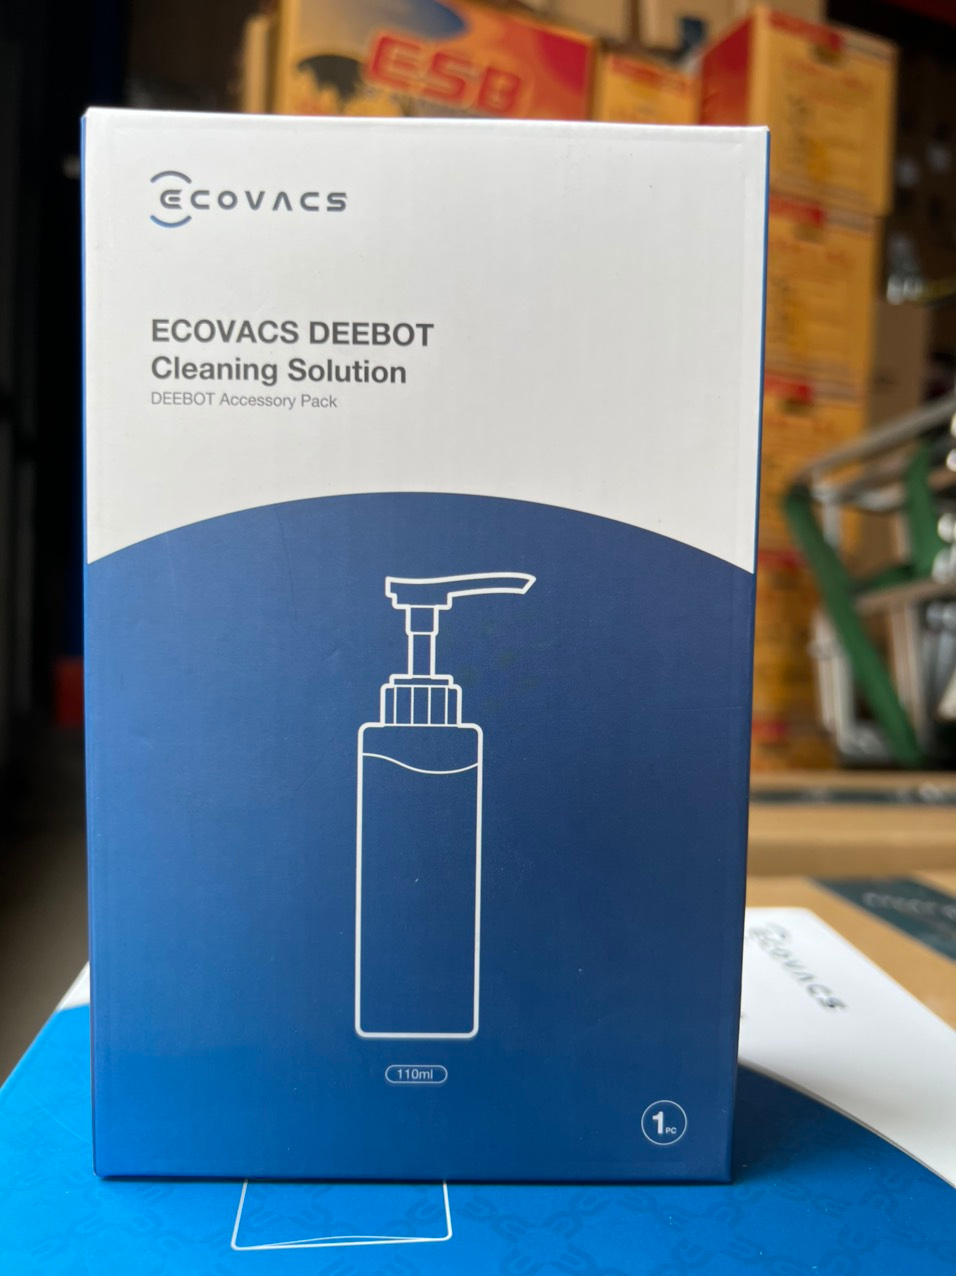 ESB
ECOVACS
ECOVACS DEEBOT
Cleaning Solution
DEEBOT Accessory Pack
110ml
1PC
ECOVACS